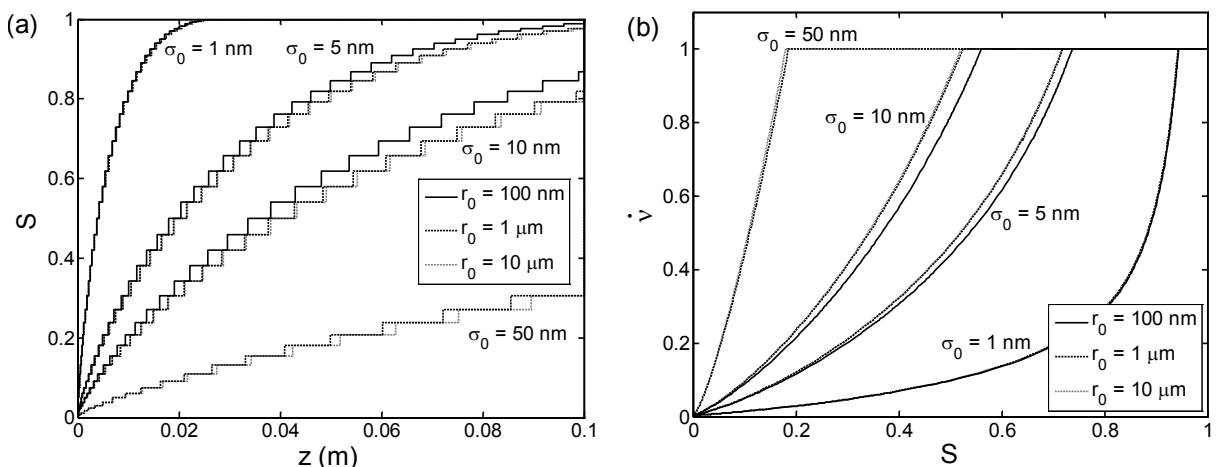 (a)
1
0.8
0.6
0.4
0.2
0
S
0
0.02
0.04
0.06
0.08
0.1
z (m)
σ0 = 1 nm
σ0 = 5 nm
σ0 = 10 nm
σ0 = 50 nm
r0 = 100 nm
r0 = 1 μm
r0 = 10 μm
(b)
1
0.8
0.6
0.4
0.2
0
ν̇
0
0.2
0.4
0.6
0.8
1
S
σ0 = 50 nm
σ0 = 10 nm
σ0 = 5 nm
σ0 = 1 nm
r0 = 100 nm
r0 = 1 μm
r0 = 10 μm